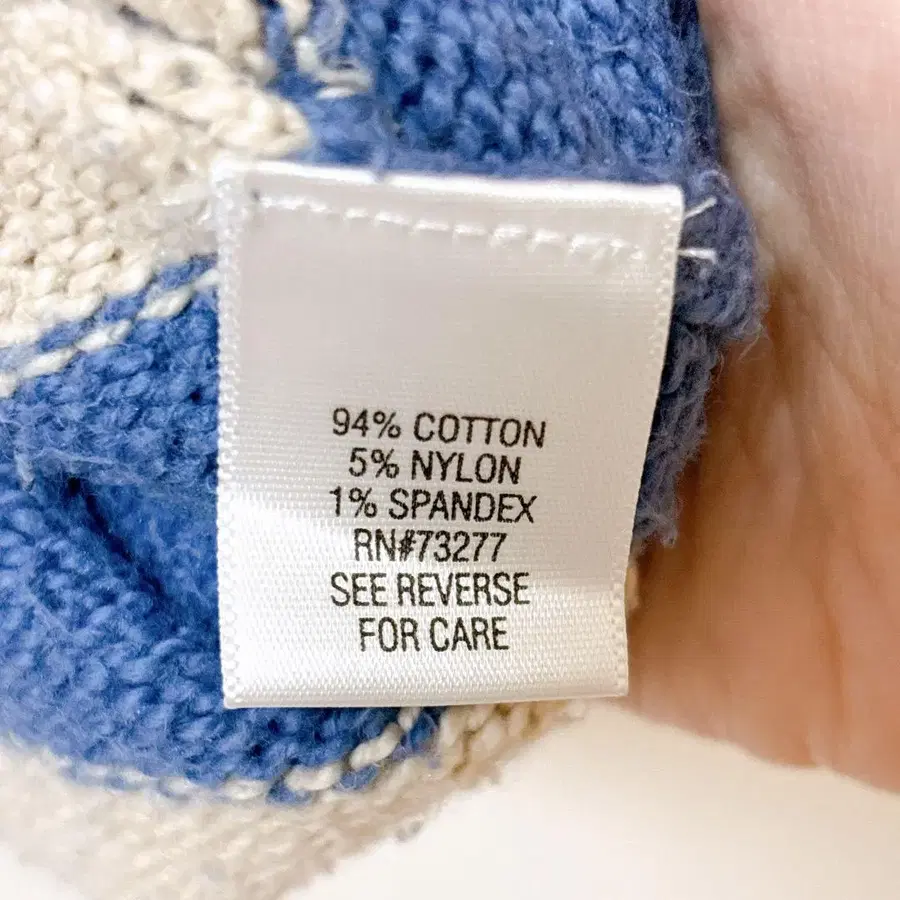 94% COTTON
5% NYLON
1% SPANDEX
RN#73277
SEE REVERSE
FOR CARE